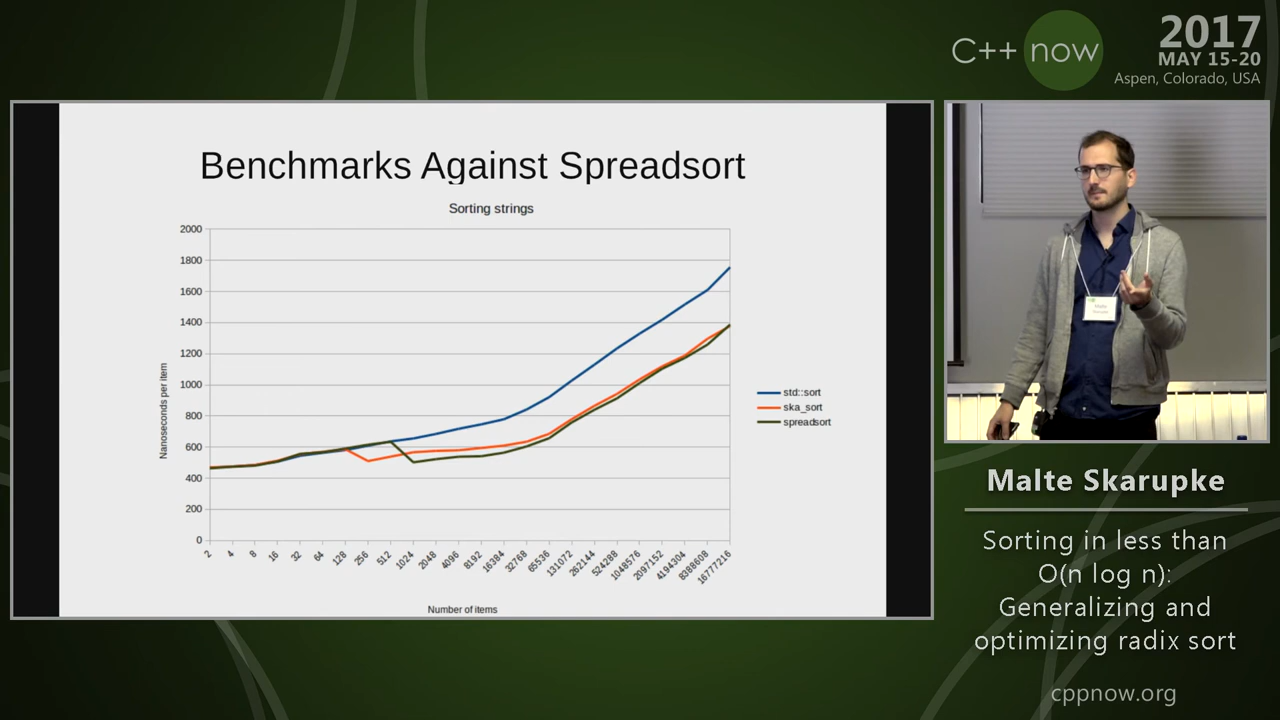 C++ now
2017
MAY 15-20
Aspen, Colorado, USA
Benchmarks Against Spreadsort
Sorting strings
2000
1800
1600
1400
1200
1000
800
600
400
200
0
Nanoseconds per item
2 4 8 16 32 64 128 256 512 1024 2048 4096 8192 16384 32768 65536 131072 262144 524288 1048576 2097152 4194304 8388608 16777216
Number of items
std::sort
ska_sort
spreadsort
Malte Skarupke
Sorting in less than
O(n log n):
Generalizing and
optimizing radix sort
cppnow.org